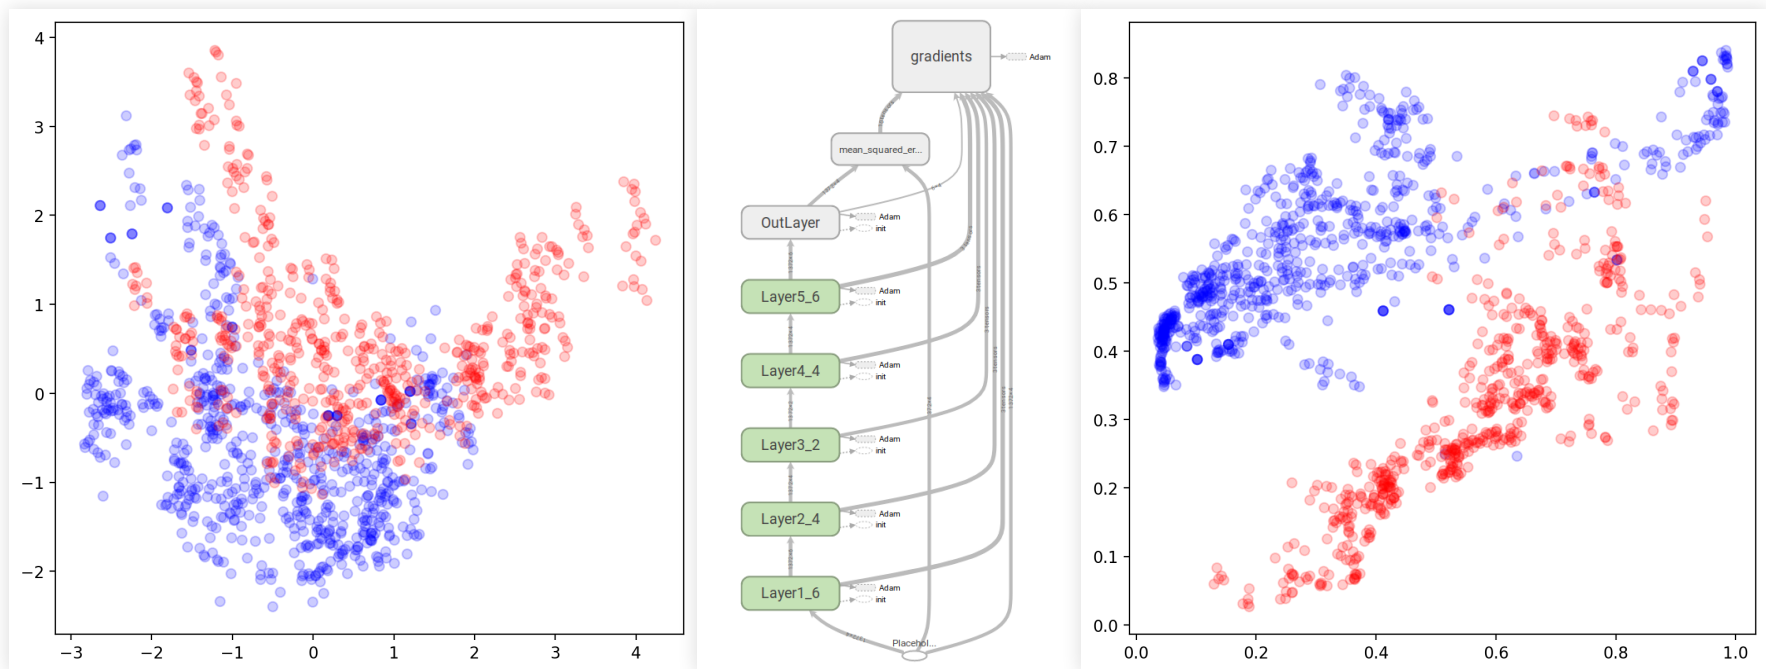 4
3
2
1
0
−1
−2
−3 −2 −1 0 1 2 3 4
gradients
Adam
mean_squared_er...
OutLayer
Adam
init
Layer5_6
Adam
init
Layer4_4
Adam
init
Layer3_2
Adam
init
Layer2_4
Adam
init
Layer1_6
Adam
init
Placehol...
0.8
0.7
0.6
0.5
0.4
0.3
0.2
0.1
0.0
0.0 0.2 0.4 0.6 0.8 1.0